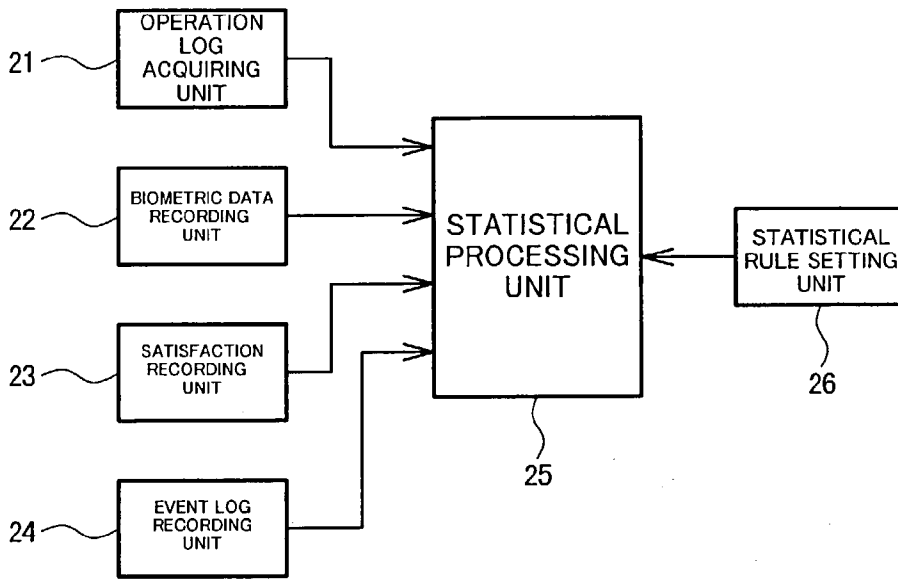 OPERATION
LOG
ACQUIRING
UNIT
21
BIOMETRIC DATA
RECORDING
UNIT
22
SATISFACTION
RECORDING
UNIT
23
EVENT LOG
RECORDING
UNIT
24
STATISTICAL
PROCESSING
UNIT
25
STATISTICAL
RULE SETTING
UNIT
26